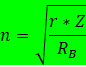 n = √(r * Z / R_B)